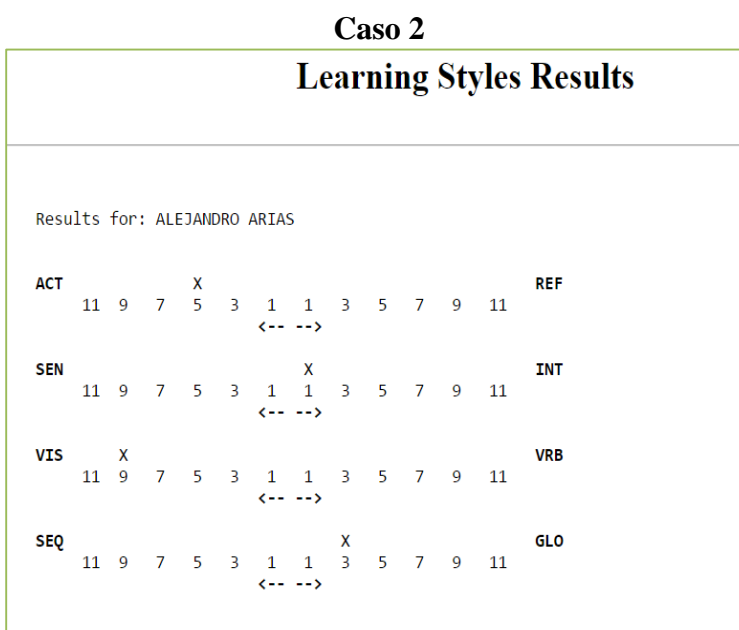 Caso 2
Learning Styles Results
Results for: ALEJANDRO ARIAS
ACT X REF
11 9 7 5 3 1 1 3 5 7 9 11
<-- -->
SEN X INT
11 9 7 5 3 1 1 3 5 7 9 11
<-- -->
VIS X VRB
11 9 7 5 3 1 1 3 5 7 9 11
<-- -->
SEQ X GLO
11 9 7 5 3 1 1 3 5 7 9 11
<-- -->